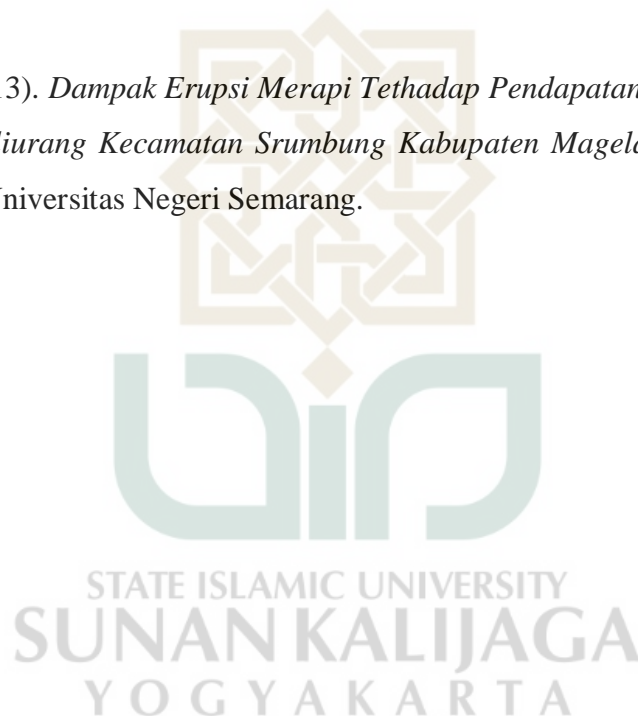 13). Dampak Erupsi Merapi Tethadap Pendapatan
liurang Kecamatan Srumbung Kabupaten Magela
Universitas Negeri Semarang.
STATE ISLAMIC UNIVERSITY
SUNAN KALIJAGA
YOGYAKARTA